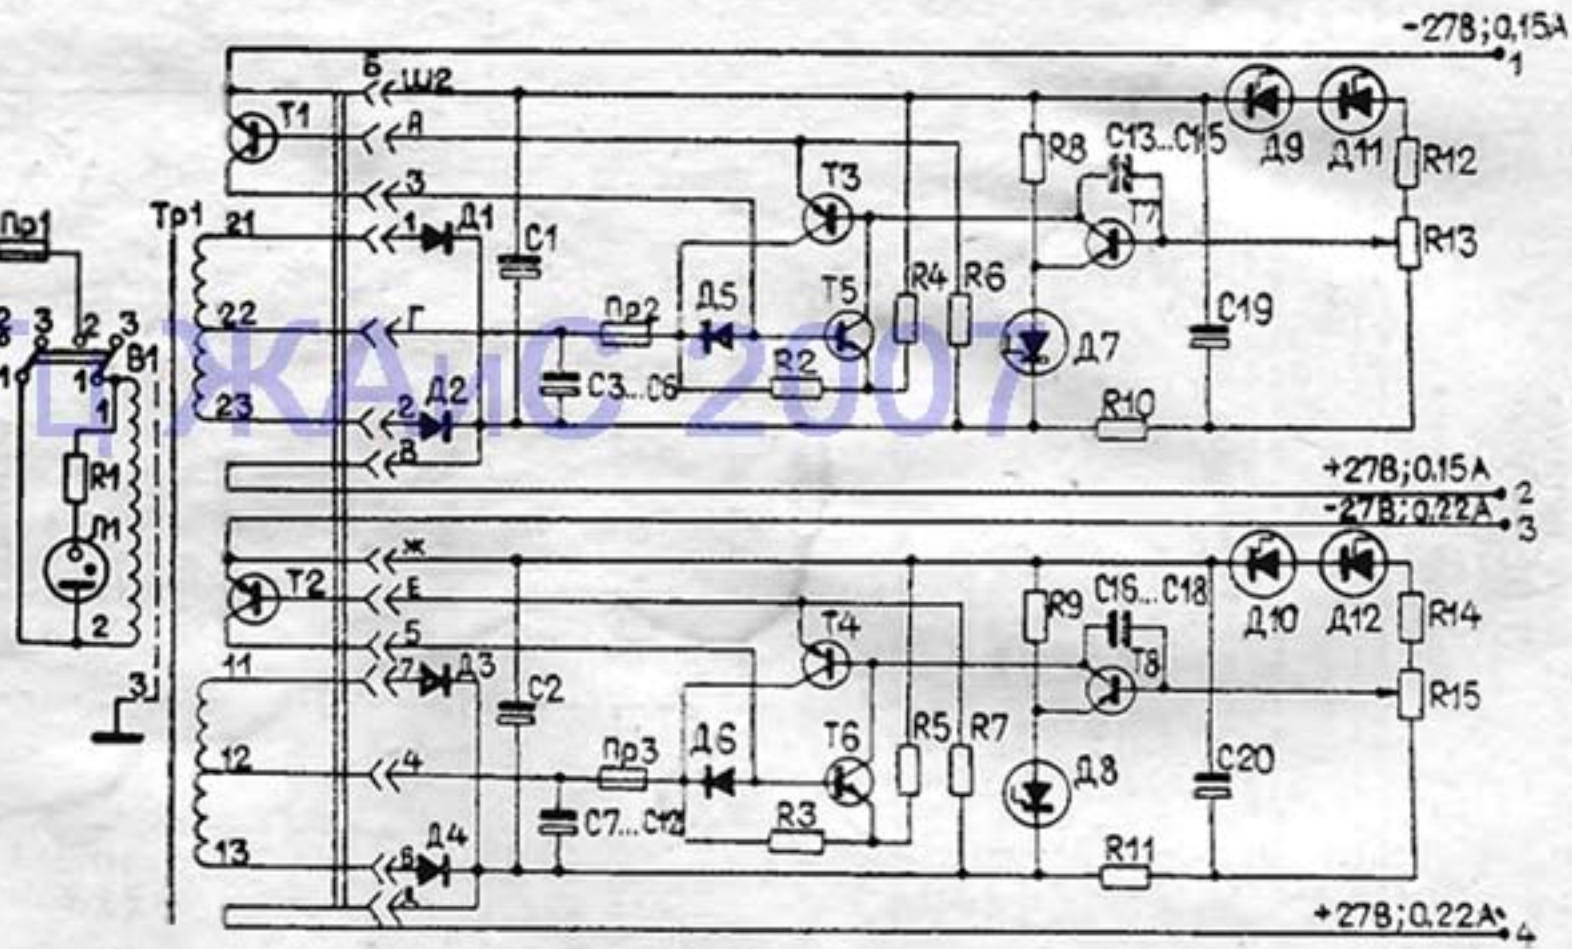 -27В; 0,15А
1
Б Ш2
Т1
А
3
Пр1
Тр1
21
1 Д1
С1
Т3
R8
С13...С15
Т7
Д9
Д11
R12
R13
22
Г
Пр2
Д5
Т5
R4
R6
Д7
С19
2
3
2
3
В1
1
1
1
С3...С6
R2
23
2 Д2
В
R10
ЦЖАиС 2007
+27В; 0,15А
2
-27В; 0,22А
3
R1
Л1
Ж
Т2
Е
5
2
3
11
7 Д3
С2
Т4
R9
С16...С18
Т8
Д10
Д12
R14
R15
12
4
Пр3
Д6
Т6
R5
R7
Д8
С20
С7...С12
R3
13
6 Д4
R11
+27В; 0,22А
4